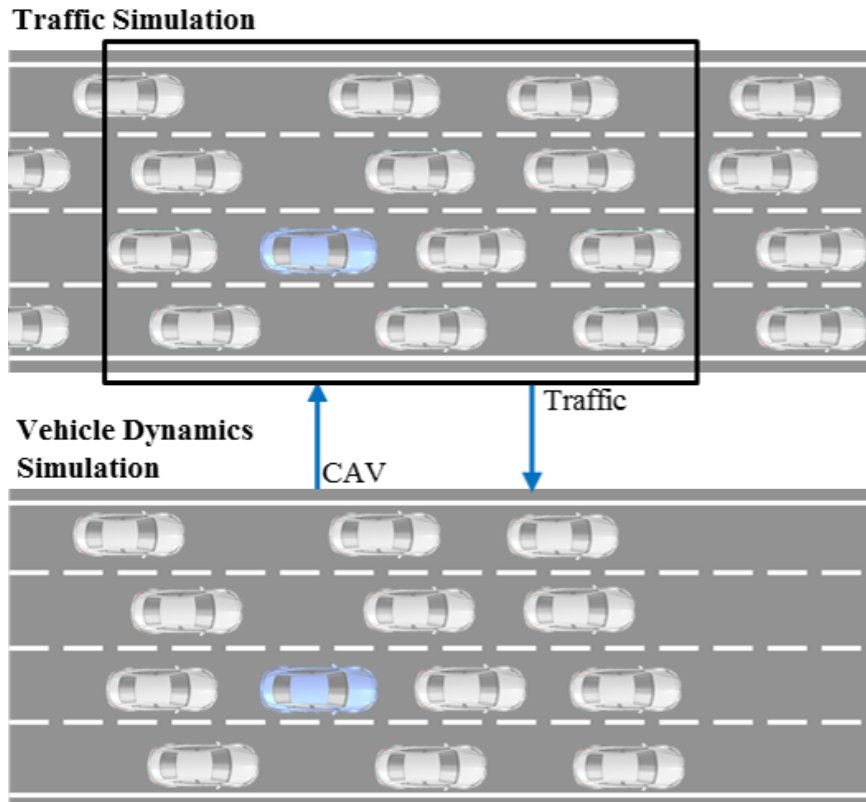 Traffic Simulation
Traffic
Vehicle Dynamics
Simulation
CAV